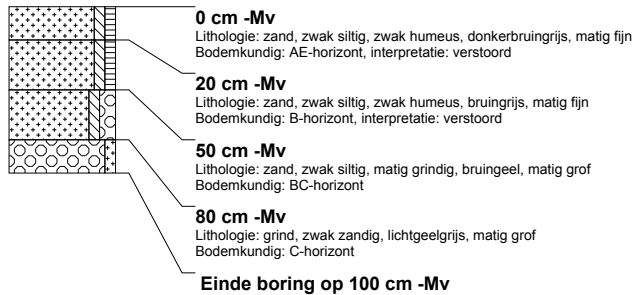 0 cm -Mv
Lithologie: zand, zwak siltig, zwak humeus, donkerbruingrijs, matig fijn
Bodemkundig: AE-horizont, interpretatie: verstoord
20 cm -Mv
Lithologie: zand, zwak siltig, zwak humeus, bruingrijs, matig fijn
Bodemkundig: B-horizont, interpretatie: verstoord
50 cm -Mv
Lithologie: zand, zwak siltig, matig grindig, bruingeel, matig grof
Bodemkundig: BC-horizont
80 cm -Mv
Lithologie: grind, zwak zandig, lichtgeelgrijs, matig grof
Bodemkundig: C-horizont
Einde boring op 100 cm -Mv